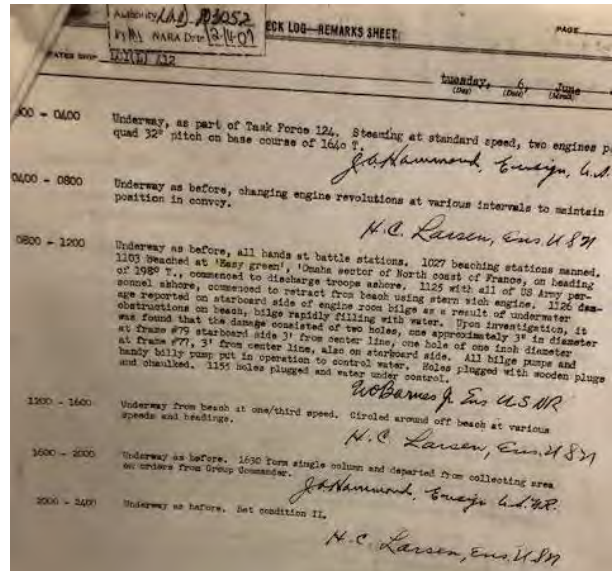 Authority
NARA Date
ECK LOG—REMARKS SHEET
PAGE
ATES SHIP LCI(L) 412
tuesday, 6, June
(Day) (Date) (Month)
00 - 0400 Underway, as part of Task Force 124. Steaming at standard speed, two engines
quad 32° pitch on base course of 164o T.
J.A. Hammond, Ensign, U.S.
0400 - 0800 Underway as before, changing engine revolutions at various intervals to maintain
position in convoy.
H.C. Larsen, Ens. USN
0800 - 1200 Underway as before, all hands at battle stations. 1027 beaching stations manned.
1103 beached at 'Easy green', 'Omaha sector of North coast of France, on heading
of 198º T., commenced to discharge troops ashore. 1125 with all of US Army per-
sonnel ashore, commenced to retract from beach using stern winch engine. 1126 dam-
age reported on starboard side of engine room bilge as a result of underwater
obstructions on beach, bilge rapidly filling with water. Upon investigation, it
was found that the damage consisted of two holes, one approximately 3" in diameter
at frame #79 starboard side 3' from center line, one hole of one inch diameter
at frame #77, 3' from center line, also on starboard side. All bilge pumps and
handy billy pump put in operation to control water. Holes plugged with wooden plugs
and chaulked. 1155 holes plugged and water under control.
WO Barnes Jr. Ens USNR
1200 - 1600 Underway from beach at one/third speed. Circled around off beach at various
speeds and headings.
H.C. Larsen, Ens. USN
1600 - 2000 Underway as before. 1630 form single column and departed from collecting area
on orders from Group Commander.
J.A. Hammond, Ensign U.S.N.R.
2000 - 2400 Underway as before. Set condition II.
H.C. Larsen, Ens. USN